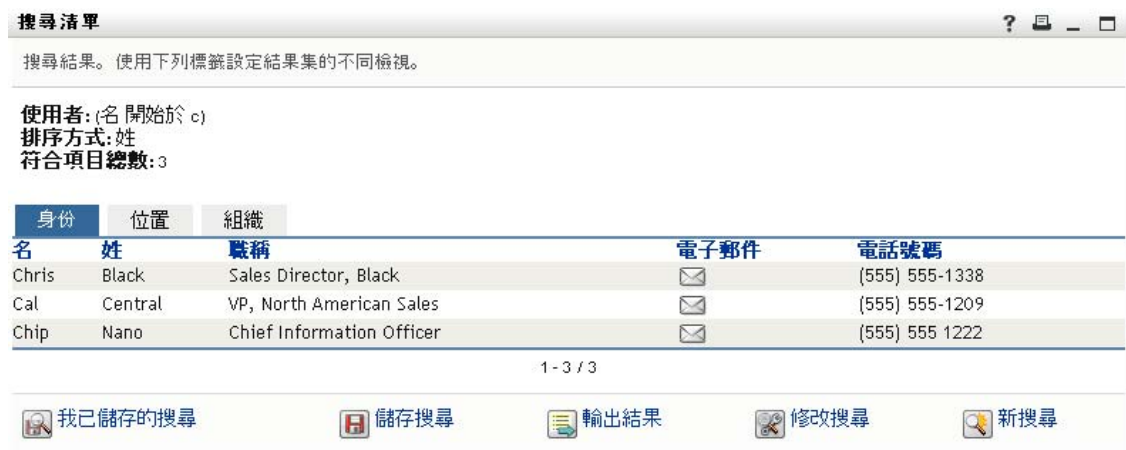 搜尋清單
搜尋結果。使用下列標籤設定結果集的不同檢視。
使用者: (名 開始於 c)
排序方式: 姓
符合項目總數: 3
身份 位置 組織
名 姓 職稱 電子郵件 電話號碼
Chris Black Sales Director, Black (555) 555-1338
Cal Central VP, North American Sales (555) 555-1209
Chip Nano Chief Information Officer (555) 555 1222
1 - 3 / 3
我已儲存的搜尋 儲存搜尋 輸出結果 修改搜尋 新搜尋